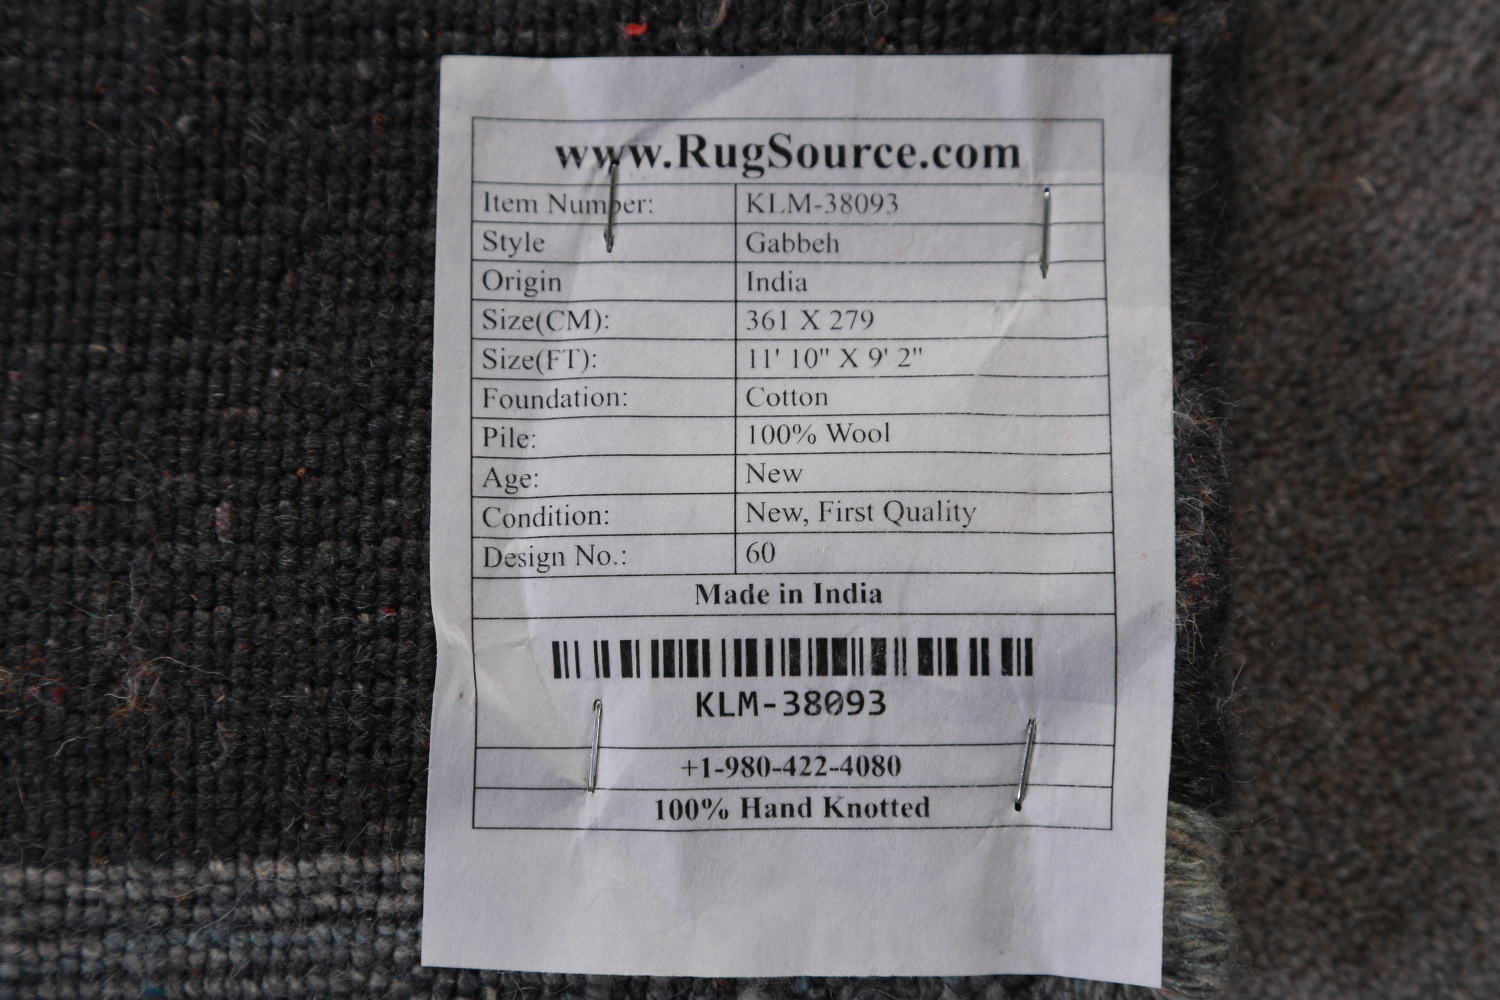 www.RugSource.com
Item Number: KLM-38093
Style Gabbeh
Origin India
Size(CM): 361 X 279
Size(FT): 11' 10" X 9' 2"
Foundation: Cotton
Pile: 100% Wool
Age: New
Condition: New, First Quality
Design No.: 60
Made in India
KLM-38093
+1-980-422-4080
100% Hand Knotted